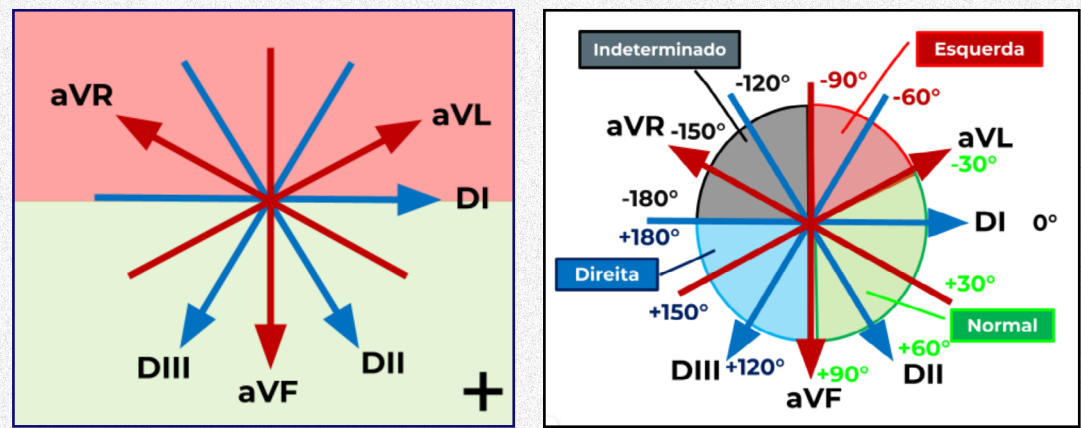 aVR
aVL
DI
DIII
aVF
DII
+
Indeterminado
Esquerda
-120°
-90°
-60°
aVR
-150°
aVL
-30°
-180°
+180°
DI
0°
Direita
+30°
+150°
Normal
+60°
DIII
+120°
+90°
DII
aVF